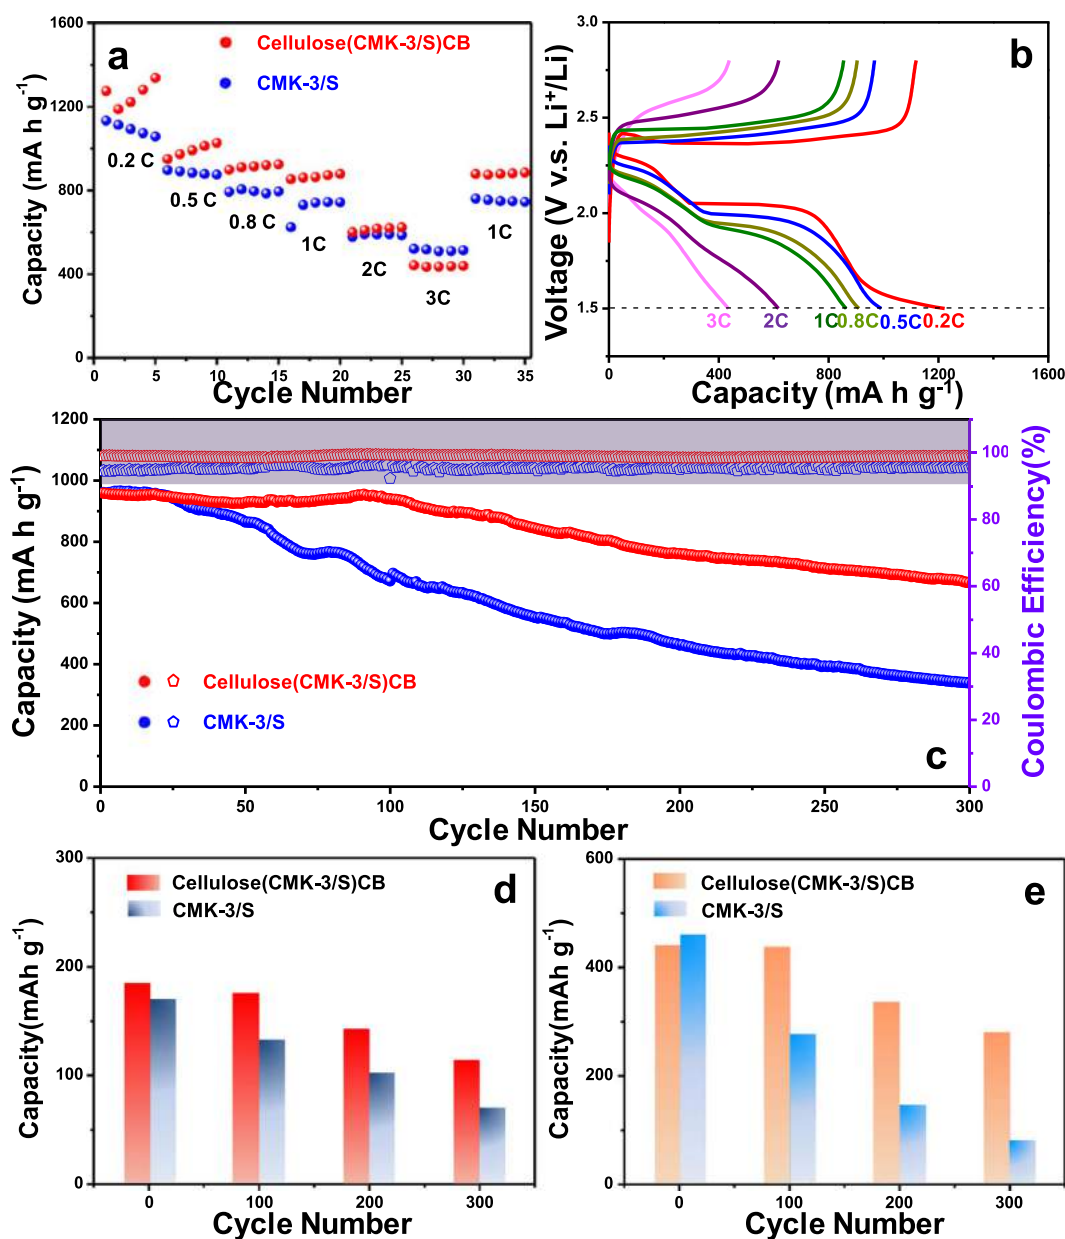 a
Cellulose(CMK-3/S)CB
CMK-3/S
Capacity (mA h g⁻¹)
1600
1200
800
400
0
0.2 C
0.5 C
0.8 C
1C
2C
3C
1C
0 5 10 15 20 25 30 35
Cycle Number
b
Voltage (V v.s. Li⁺/Li)
3.0
2.5
2.0
1.5
3C 2C 1C 0.8C 0.5C 0.2C
0 400 800 1200 1600
Capacity (mA h g⁻¹)
Capacity (mA h g⁻¹)
1200
1000
800
600
400
200
0
Coulombic Efficiency(%)
100
80
60
40
20
0
Cellulose(CMK-3/S)CB
CMK-3/S
c
0 50 100 150 200 250 300
Cycle Number
Capacity(mAh g⁻¹)
300
200
100
0
Cellulose(CMK-3/S)CB
CMK-3/S
d
0 100 200 300
Cycle Number
Capacity(mAh g⁻¹)
600
400
200
0
Cellulose(CMK-3/S)CB
CMK-3/S
e
0 100 200 300
Cycle Number